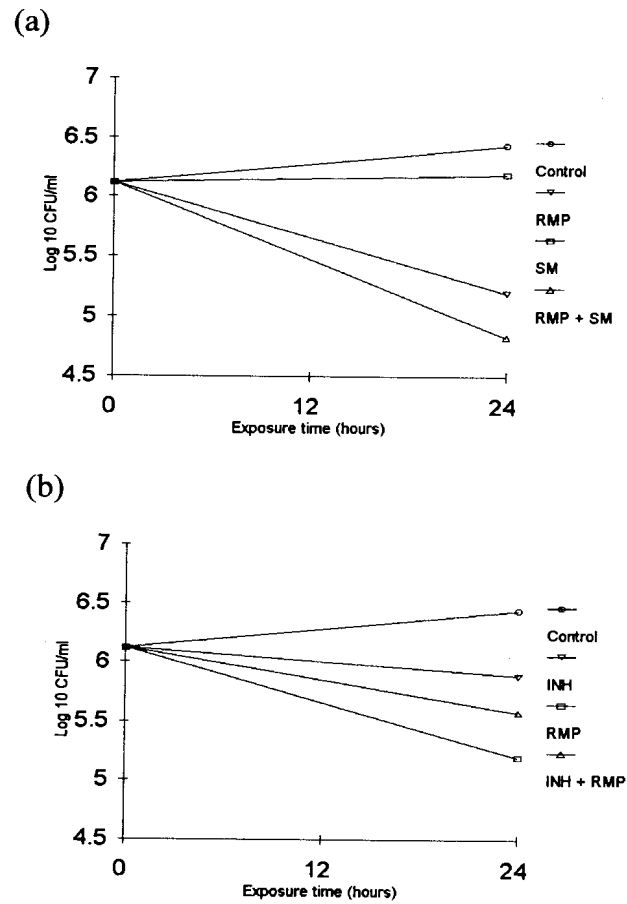 (a)
7
6.5
6
5.5
5
4.5
Log 10 CFU/ml
0
12
24
Exposure time (hours)
Control
RMP
SM
RMP + SM
(b)
7
6.5
6
5.5
5
4.5
Log 10 CFU/ml
0
12
24
Exposure time (hours)
Control
INH
RMP
INH + RMP